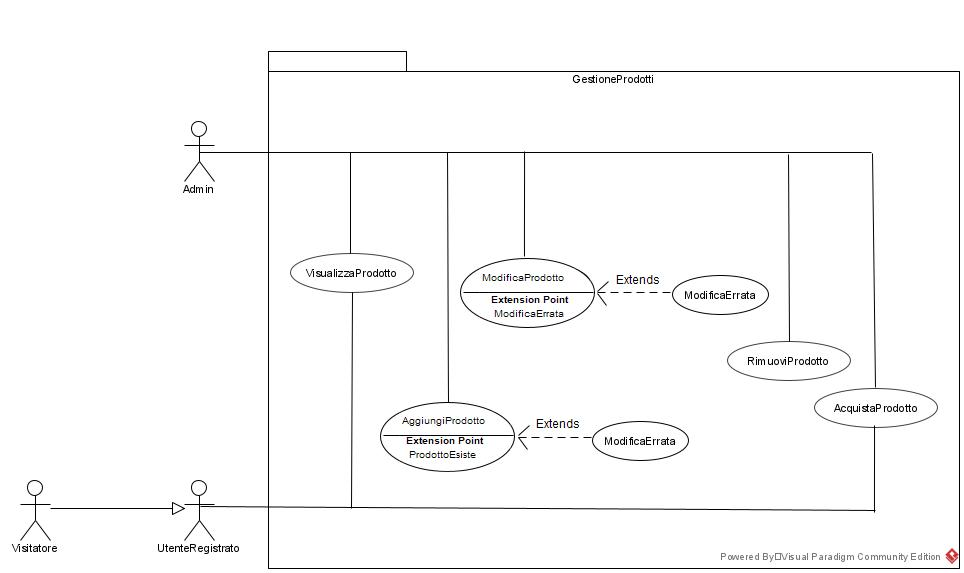 GestioneProdotti
Admin
VisualizzaProdotto
ModificaProdotto
Extension Point
ModificaErrata
Extends
ModificaErrata
RimuoviProdotto
AcquistaProdotto
AggiungiProdotto
Extension Point
ProdottoEsiste
Extends
ModificaErrata
Visitatore
UtenteRegistrato
Powered By Visual Paradigm Community Edition